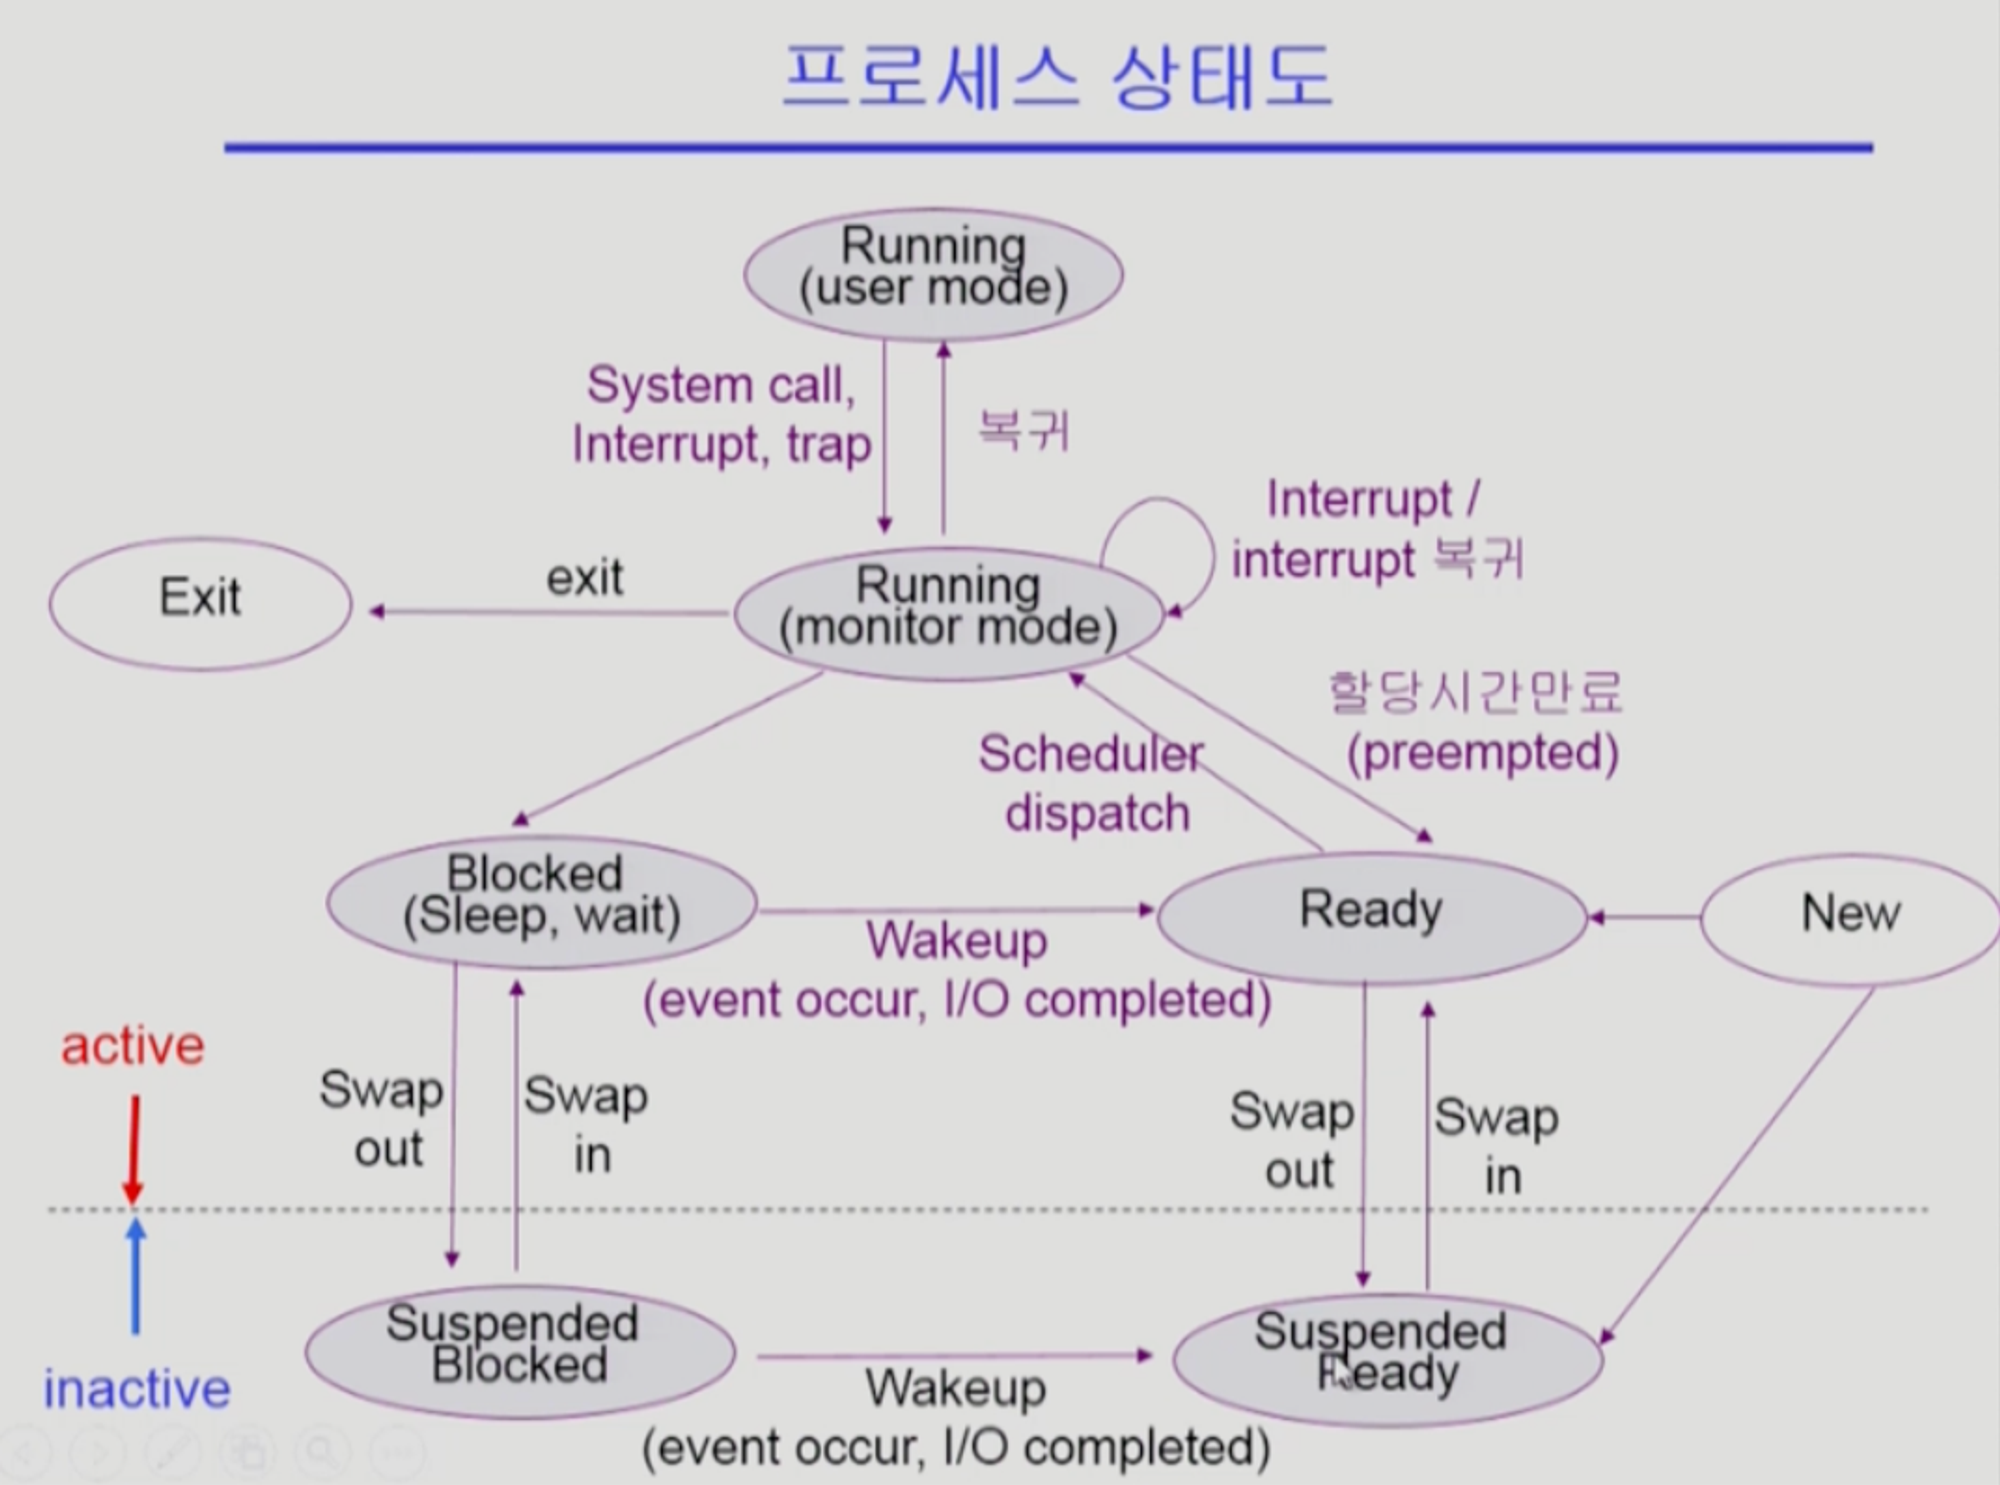 프로세스 상태도
Running
(user mode)
System call,
Interrupt, trap
복귀
Interrupt /
interrupt 복귀
Exit
exit
Running
(monitor mode)
할당시간만료
(preempted)
Scheduler
dispatch
Blocked
(Sleep, wait)
Ready
New
Wakeup
(event occur, I/O completed)
active
Swap
out
Swap
in
Swap
out
Swap
in
Suspended
Blocked
Suspended
Ready
inactive
Wakeup
(event occur, I/O completed)